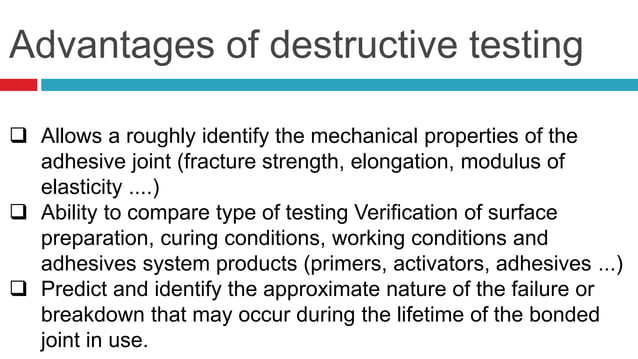 Advantages of destructive testing
❑ Allows a roughly identify the mechanical properties of the
adhesive joint (fracture strength, elongation, modulus of
elasticity ....)
❑ Ability to compare type of testing Verification of surface
preparation, curing conditions, working conditions and
adhesives system products (primers, activators, adhesives ...)
❑ Predict and identify the approximate nature of the failure or
breakdown that may occur during the lifetime of the bonded
joint in use.